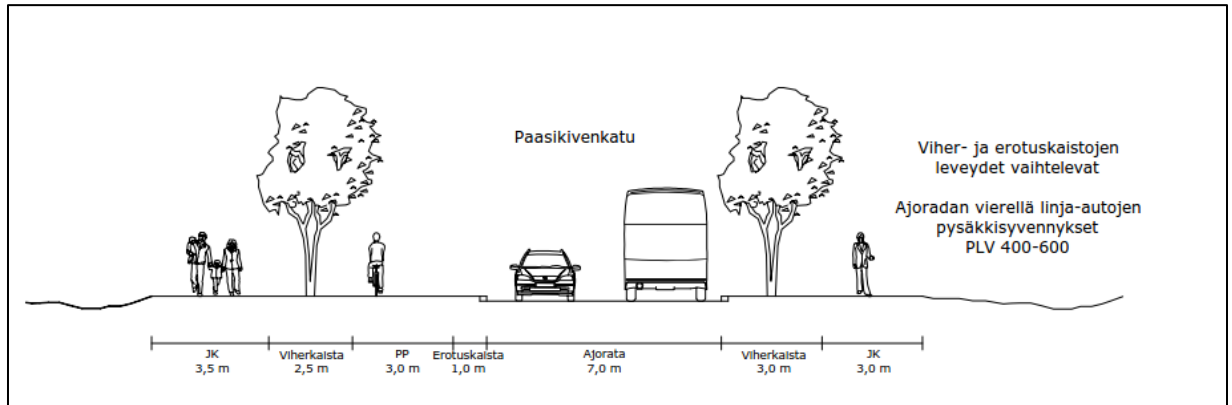 Paasikivenkatu
Viher- ja erotuskaistojen
leveydet vaihtelevat
Ajoradan vierellä linja-autojen
pysäkkisyvennykset
PLV 400-600
JK
3,5 m
Viherkaista
2,5 m
PP
3,0 m
Erotuskaista
1,0 m
Ajorata
7,0 m
Viherkaista
3,0 m
JK
3,0 m